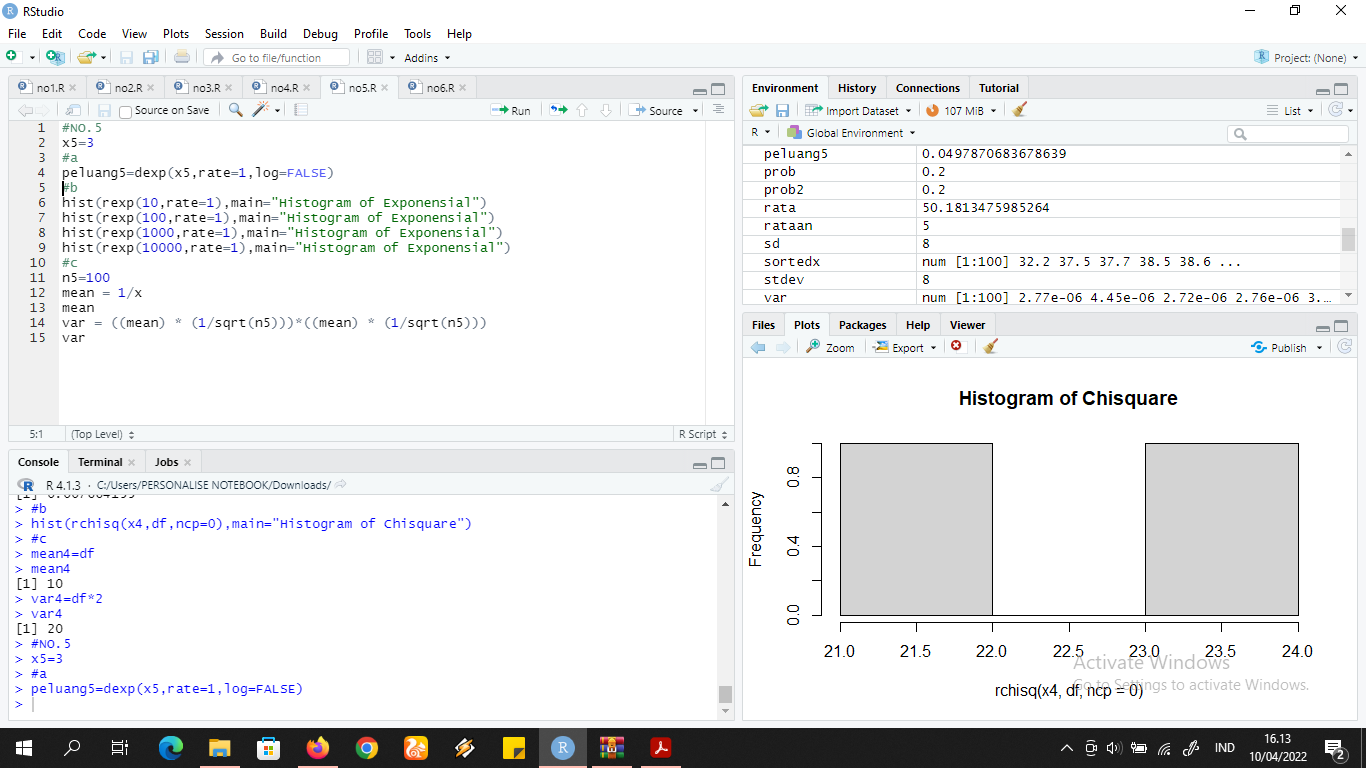 RStudio
File Edit Code View Plots Session Build Debug Profile Tools Help
Go to file/function Addins Project: (None)
no1.R no2.R no3.R no4.R no5.R no6.R
Source on Save Run Source
1 #NO.5
2 x5=3
3 #a
4 peluang5=dexp(x5,rate=1,log=FALSE)
5 #b
6 hist(rexp(10,rate=1),main="Histogram of Exponensial")
7 hist(rexp(100,rate=1),main="Histogram of Exponensial")
8 hist(rexp(1000,rate=1),main="Histogram of Exponensial")
9 hist(rexp(10000,rate=1),main="Histogram of Exponensial")
10 #c
11 n5=100
12 mean = 1/x
13 mean
14 var = ((mean) * (1/sqrt(n5)))*((mean) * (1/sqrt(n5)))
15 var
5:1 (Top Level) R Script
Console Terminal Jobs
R 4.1.3 · C:/Users/PERSONALISE NOTEBOOK/Downloads/
> #b
> hist(rchisq(x4,df,ncp=0),main="Histogram of Chisquare")
> #c
> mean4=df
> mean4
[1] 10
> var4=df*2
> var4
[1] 20
> #NO.5
> x5=3
> #a
> peluang5=dexp(x5,rate=1,log=FALSE)
>
Environment History Connections Tutorial
Import Dataset 107 MiB List
R Global Environment
peluang5 0.0497870683678639
prob 0.2
prob2 0.2
rata 50.1813475985264
rataan 5
sd 8
sortedx num [1:100] 32.2 37.5 37.7 38.5 38.6 ...
stdev 8
var num [1:100] 2.77e-06 4.45e-06 2.72e-06 2.76e-06 3.…
Files Plots Packages Help Viewer
Zoom Export Publish
Histogram of Chisquare
Frequency
0.8
0.4
0.0
21.0 21.5 22.0 22.5 23.0 23.5 24.0
rchisq(x4, df, ncp = 0)
Activate Windows
Go to Settings to activate Windows.
IND 16.13
10/04/2022
2